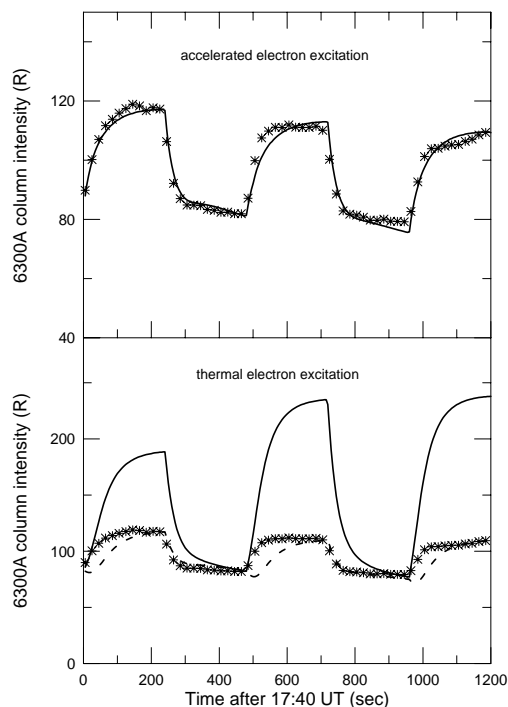 accelerated electron excitation
120
80
40
6300A column intensity (R)
thermal electron excitation
200
100
0
6300A column intensity (R)
0 200 400 600 800 1000 1200
Time after 17:40 UT (sec)